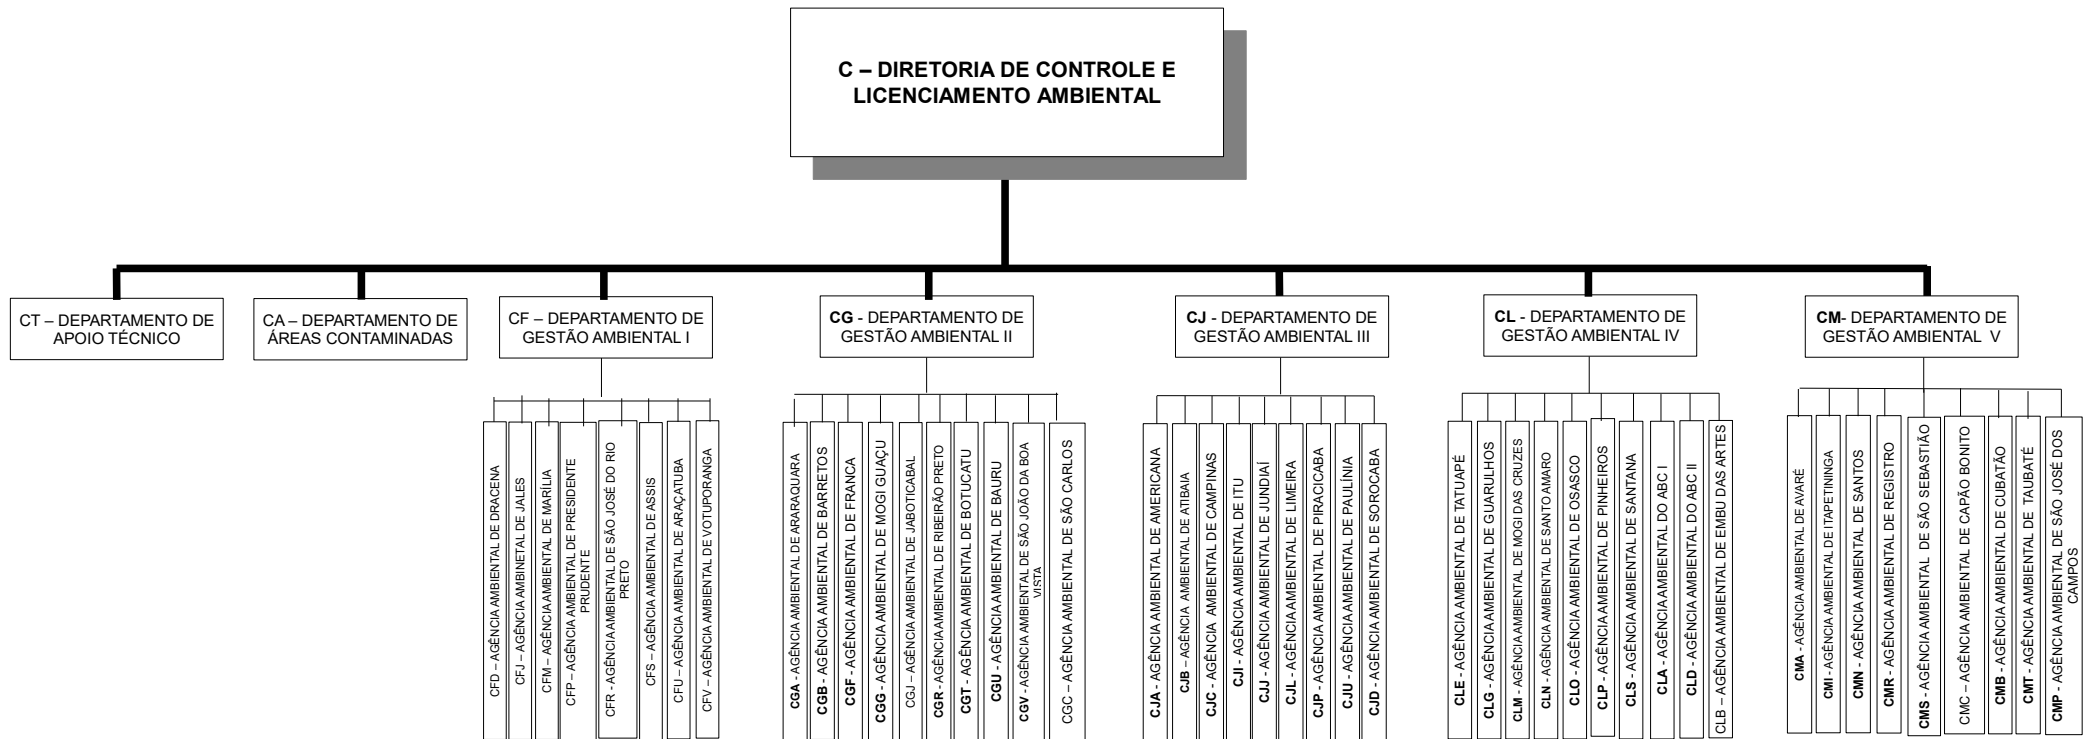 C – DIRETORIA DE CONTROLE E
LICENCIAMENTO AMBIENTAL
CT – DEPARTAMENTO DE
APOIO TÉCNICO
CA – DEPARTAMENTO DE
ÁREAS CONTAMINADAS
CF – DEPARTAMENTO DE
GESTÃO AMBIENTAL I
CG - DEPARTAMENTO DE
GESTÃO AMBIENTAL II
CJ - DEPARTAMENTO DE
GESTÃO AMBIENTAL III
CL - DEPARTAMENTO DE
GESTÃO AMBIENTAL IV
CM- DEPARTAMENTO DE
GESTÃO AMBIENTAL V
CFD – AGÊNCIA AMBIENTAL DE DRACENA
CFJ – AGÊNCIA AMBINETAL DE JALES
CFM – AGÊNCIA AMBIENTAL DE MARÍLIA
CFP – AGÊNCIA AMBIENTAL DE PRESIDENTE
PRUDENTE
CFR - AGÊNCIA AMBIENTAL DE SÃO JOSÉ DO RIO
PRETO
CFS – AGÊNCIA AMBIENTAL DE ASSIS
CFU – AGÊNCIA AMBIENTAL DE ARAÇATUBA
CFV – AGÊNCIA AMBIENTAL DE VOTUPORANGA
CGA - AGÊNCIA AMBIENTAL DE ARARAQUARA
CGB - AGÊNCIA AMBIENTAL DE BARRETOS
CGF - AGÊNCIA AMBIENTAL DE FRANCA
CGG - AGÊNCIA AMBIENTAL DE MOGI GUAÇU
CGJ – AGÊNCIA AMBIENTAL DE JABOTICABAL
CGR - AGÊNCIA AMBIENTAL DE RIBEIRÃO PRETO
CGT - AGÊNCIA AMBIENTAL DE BOTUCATU
CGU - AGÊNCIA AMBIENTAL DE BAURU
CGV - AGÊNCIA AMBIENTAL DE SÃO JOÃO DA BOA
VISTA
CGC – AGÊNCIA AMBIENTAL DE SÃO CARLOS
CJA - AGÊNCIA AMBIENTAL DE AMERICANA
CJB – AGÊNCIA AMBIENTAL DE ATIBAIA
CJC - AGÊNCIA AMBIENTAL DE CAMPINAS
CJI - AGÊNCIA AMBIENTAL DE ITU
CJJ - AGÊNCIA AMBIENTAL DE JUNDIAÍ
CJL - AGÊNCIA AMBIENTAL DE LIMEIRA
CJP - AGÊNCIA AMBIENTAL DE PIRACICABA
CJU - AGÊNCIA AMBIENTAL DE PAULÍNIA
CJD - AGÊNCIA AMBIENTAL DE SOROCABA
CLE - AGÊNCIA AMBIENTAL DE TATUAPÉ
CLG - AGÊNCIA AMBIENTAL DE GUARULHOS
CLM - AGÊNCIA AMBIENTAL DE MOGI DAS CRUZES
CLN - AGÊNCIA AMBIENTAL DE SANTO AMARO
CLO - AGÊNCIA AMBIENTAL DE OSASCO
CLP - AGÊNCIA AMBIENTAL DE PINHEIROS
CLS - AGÊNCIA AMBIENTAL DE SANTANA
CLA - AGÊNCIA AMBIENTAL DO ABC I
CLD - AGÊNCIA AMBIENTAL DO ABC II
CLB – AGÊNCIA AMBIENTAL DE EMBU DAS ARTES
CMA - AGÊNCIA AMBIENTAL DE AVARÉ
CMI - AGÊNCIA AMBIENTAL DE ITAPETININGA
CMN - AGÊNCIA AMBIENTAL DE SANTOS
CMR - AGÊNCIA AMBIENTAL DE REGISTRO
CMS - AGÊNCIA AMBIENTAL DE SÃO SEBASTIÃO
CMC – AGÊNCIA AMBIENTAL DE CAPÃO BONITO
CMB - AGÊNCIA AMBIENTAL DE CUBATÃO
CMT - AGÊNCIA AMBIENTAL DE TAUBATÉ
CMP - AGÊNCIA AMBIENTAL DE SÃO JOSÉ DOS
CAMPOS